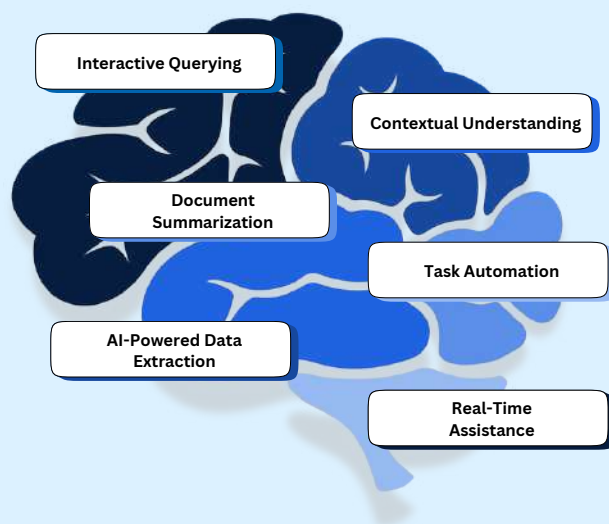 Interactive Querying
Contextual Understanding
Document
Summarization
Task Automation
AI-Powered Data
Extraction
Real-Time
Assistance